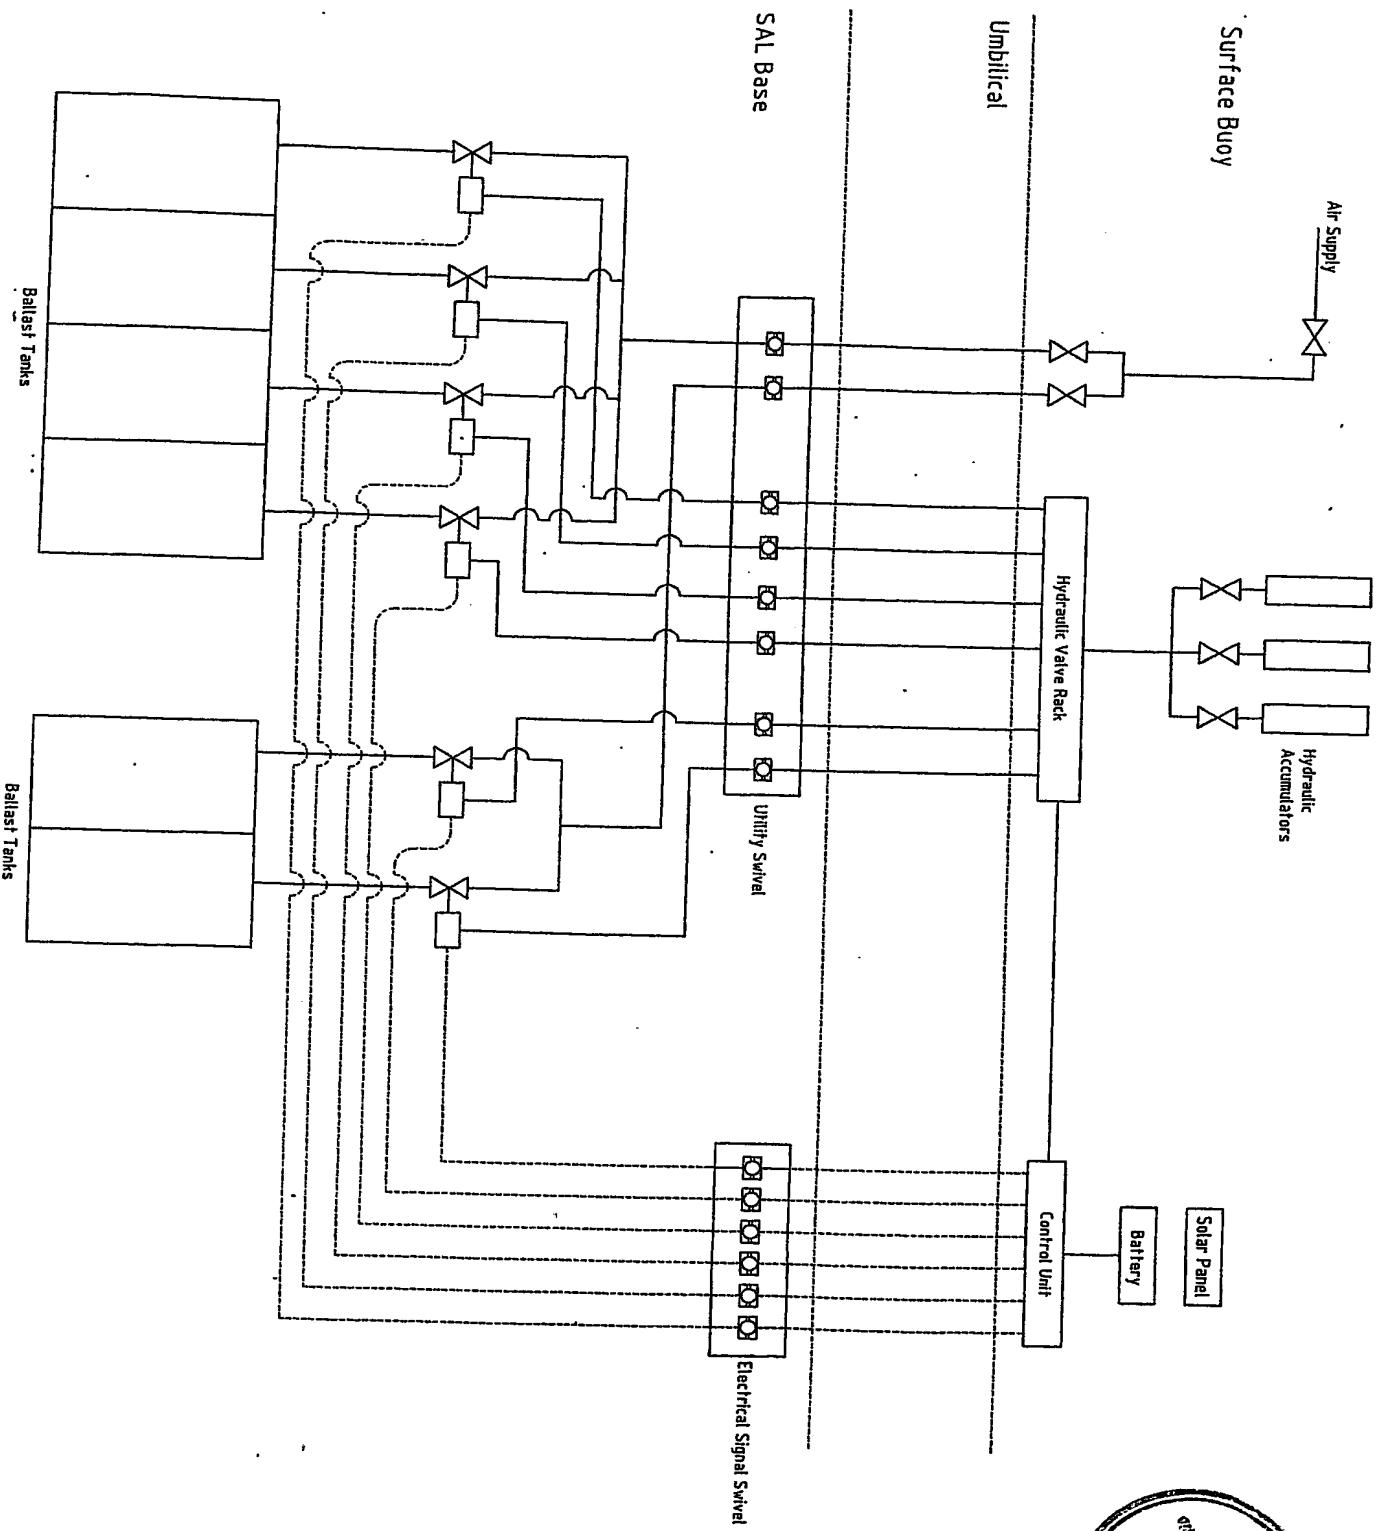 Surface Buoy
Air Supply
Hydraulic
Accumulators
Solar Panel
Battery
Hydraulic Valve Rack
Control Unit
Umbilical
SAL Base
Utility Swivel
Electrical Signal Swivel
Ballast Tanks
Ballast Tanks